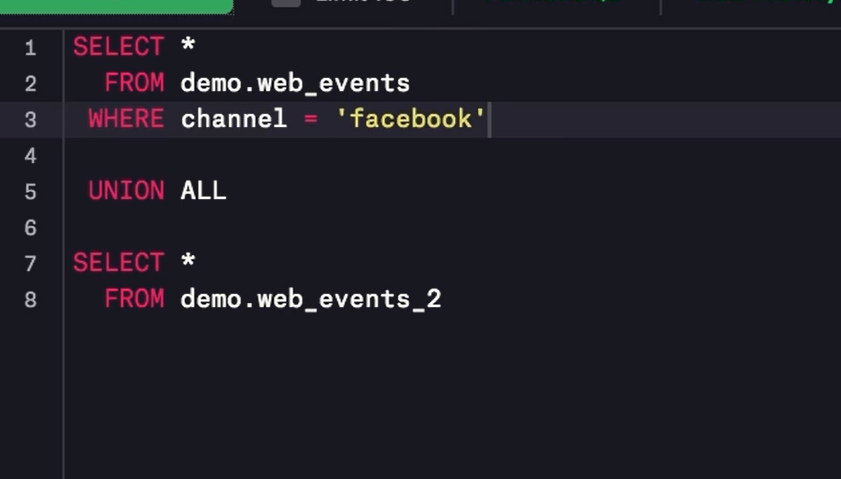 1 SELECT *
2 FROM demo.web_events
3 WHERE channel = 'facebook'
4
5 UNION ALL
6
7 SELECT *
8 FROM demo.web_events_2